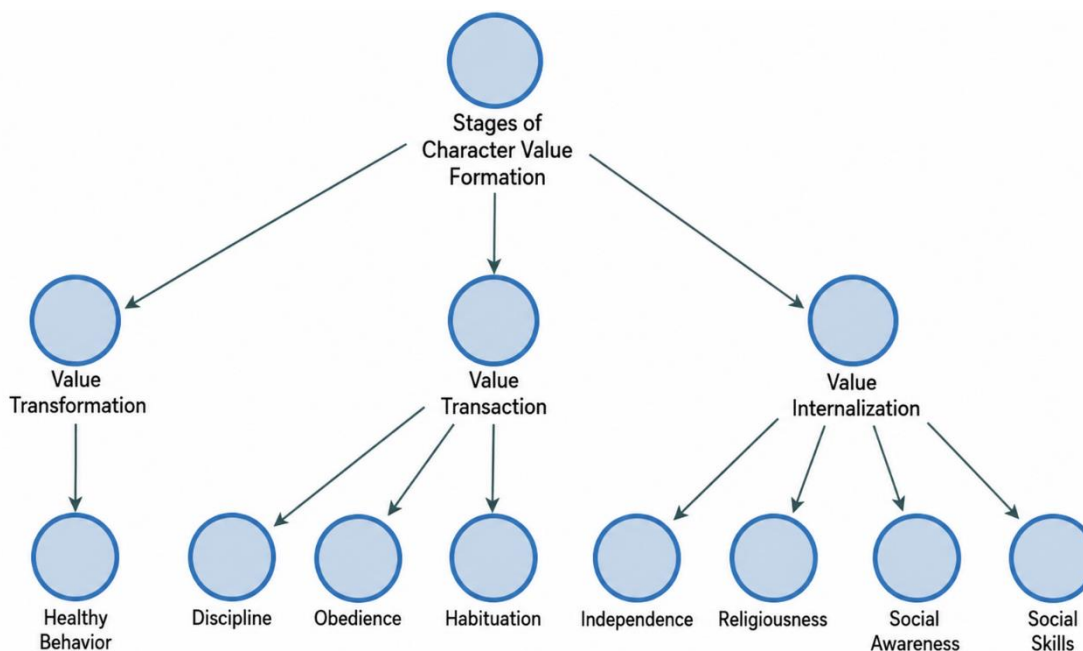 Stages of
Character Value
Formation
Value
Transformation
Value
Transaction
Value
Internalization
Healthy
Behavior
Discipline
Obedience
Habituation
Independence
Religiousness
Social
Awareness
Social
Skills